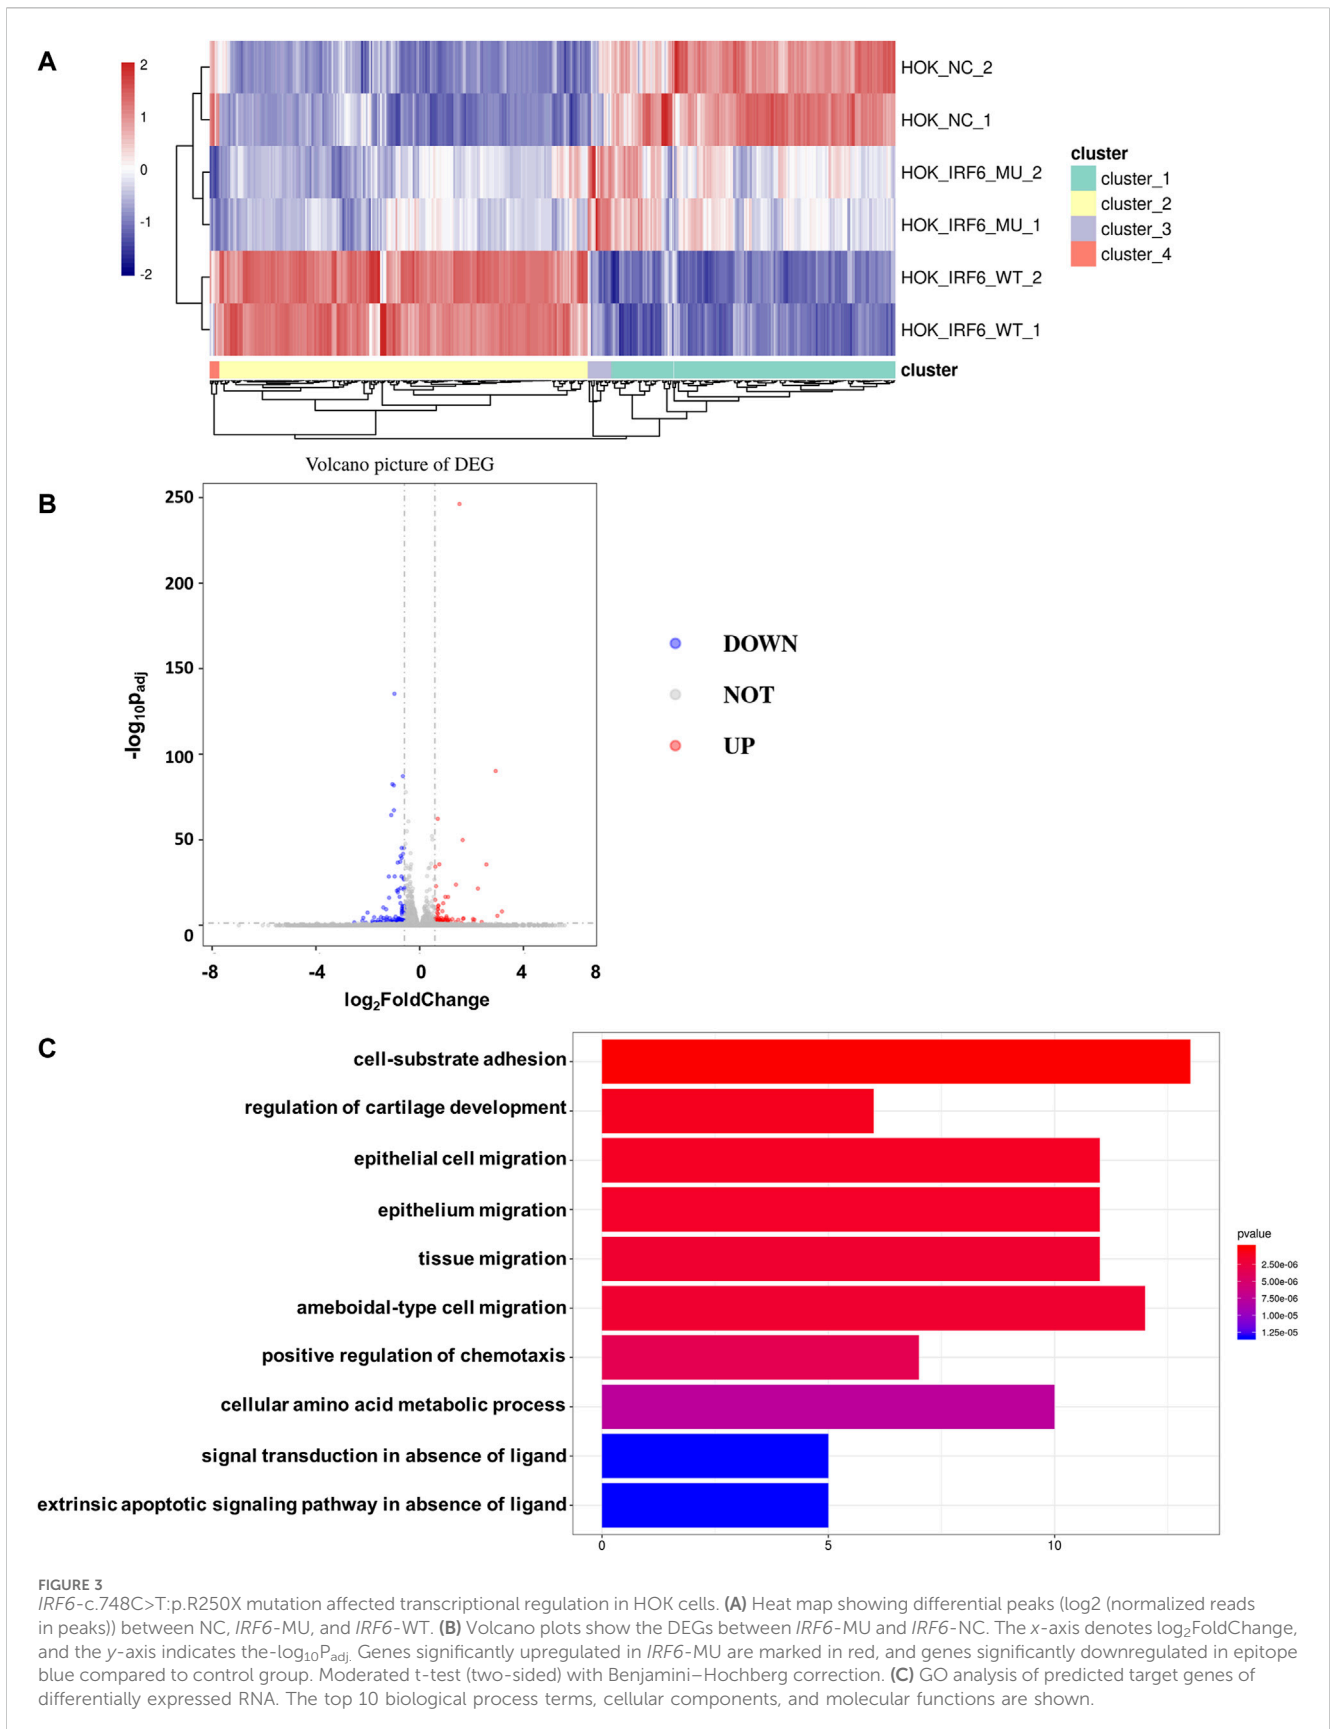 A
2
1
0
-1
-2
HOK_NC_2
HOK_NC_1
HOK_IRF6_MU_2
HOK_IRF6_MU_1
HOK_IRF6_WT_2
HOK_IRF6_WT_1
cluster
cluster
cluster_1
cluster_2
cluster_3
cluster_4
B
Volcano picture of DEG
-log10padj
250
200
150
100
50
0
-8 -4 0 4 8
log2FoldChange
DOWN
NOT
UP
C
cell-substrate adhesion
regulation of cartilage development
epithelial cell migration
epithelium migration
tissue migration
ameboidal-type cell migration
positive regulation of chemotaxis
cellular amino acid metabolic process
signal transduction in absence of ligand
extrinsic apoptotic signaling pathway in absence of ligand
0 5 10
pvalue
2.50e-06
5.00e-06
7.50e-06
1.00e-05
1.25e-05
FIGURE 3
IRF6-c.748C>T:p.R250X mutation affected transcriptional regulation in HOK cells. (A) Heat map showing differential peaks (log2 (normalized reads
in peaks)) between NC, IRF6-MU, and IRF6-WT. (B) Volcano plots show the DEGs between IRF6-MU and IRF6-NC. The x-axis denotes log2FoldChange,
and the y-axis indicates the-log10Padj. Genes significantly upregulated in IRF6-MU are marked in red, and genes significantly downregulated in epitope
blue compared to control group. Moderated t-test (two-sided) with Benjamini–Hochberg correction. (C) GO analysis of predicted target genes of
differentially expressed RNA. The top 10 biological process terms, cellular components, and molecular functions are shown.